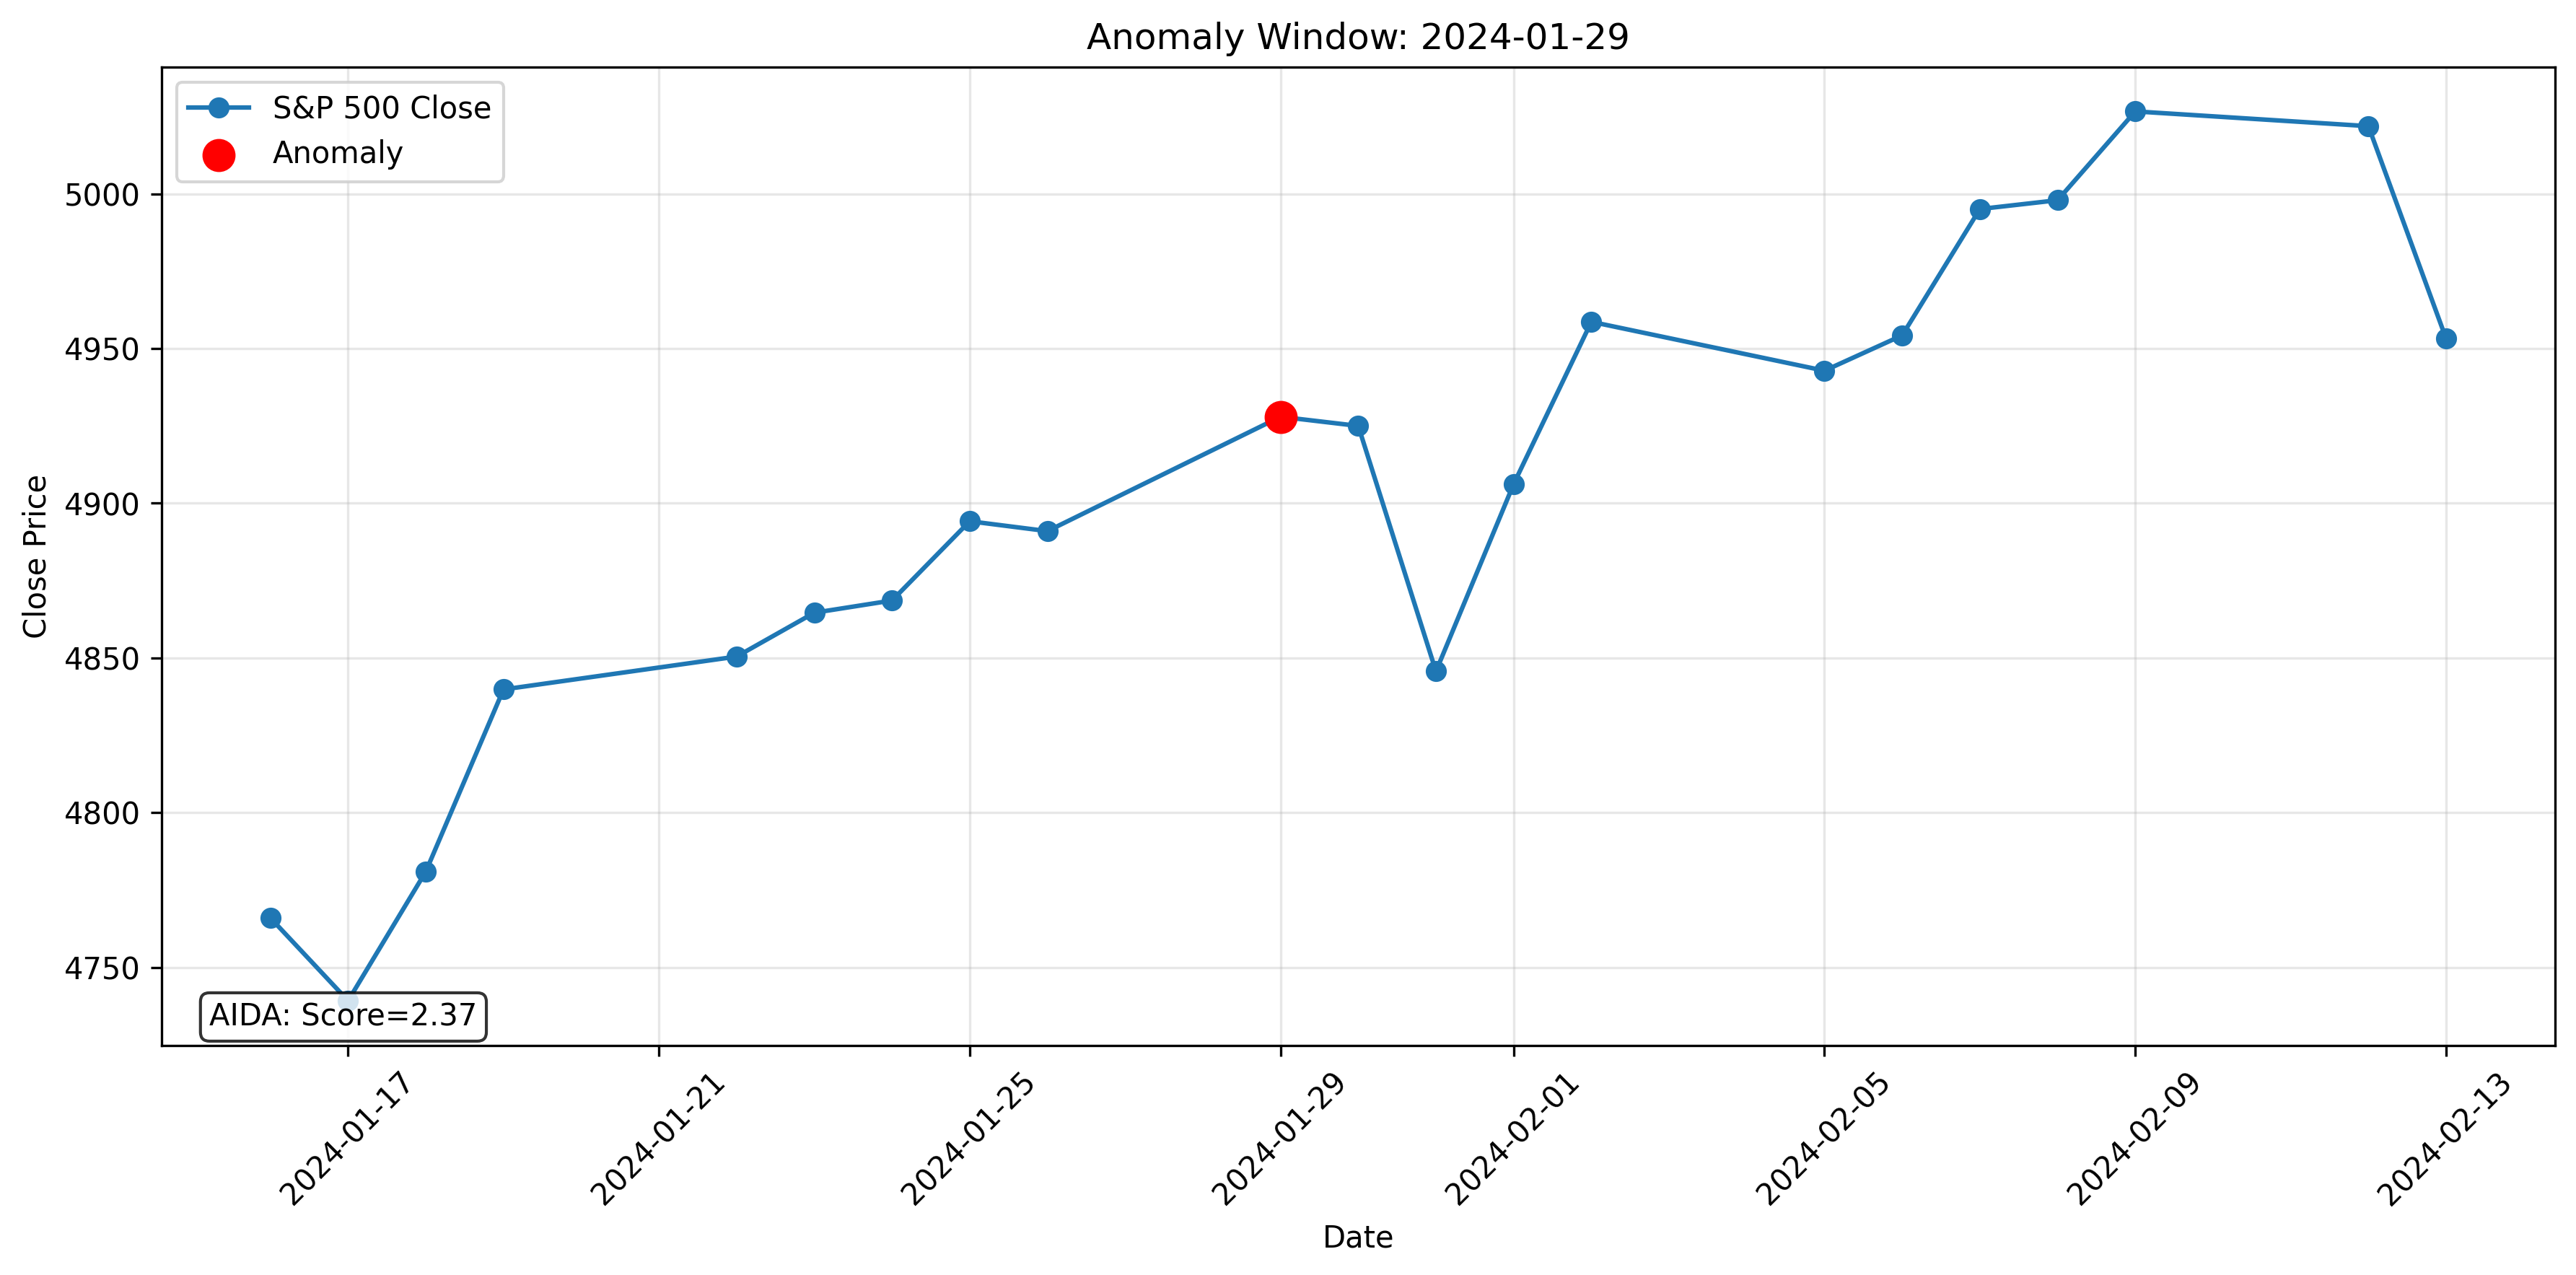 Anomaly Window: 2024-01-29
S&P 500 Close
Anomaly
5000
4950
4900
4850
4800
4750
Close Price
AIDA: Score=2.37
2024-01-17
2024-01-21
2024-01-25
2024-01-29
2024-02-01
2024-02-05
2024-02-09
2024-02-13
Date